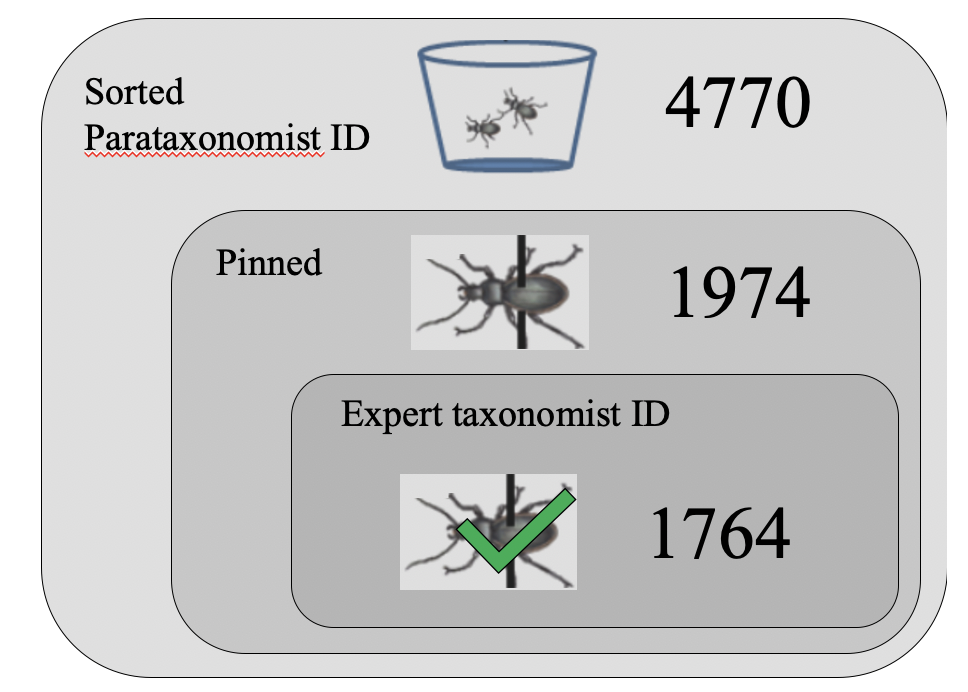 Sorted
Parataxonomist ID
4770
Pinned
1974
Expert taxonomist ID
1764